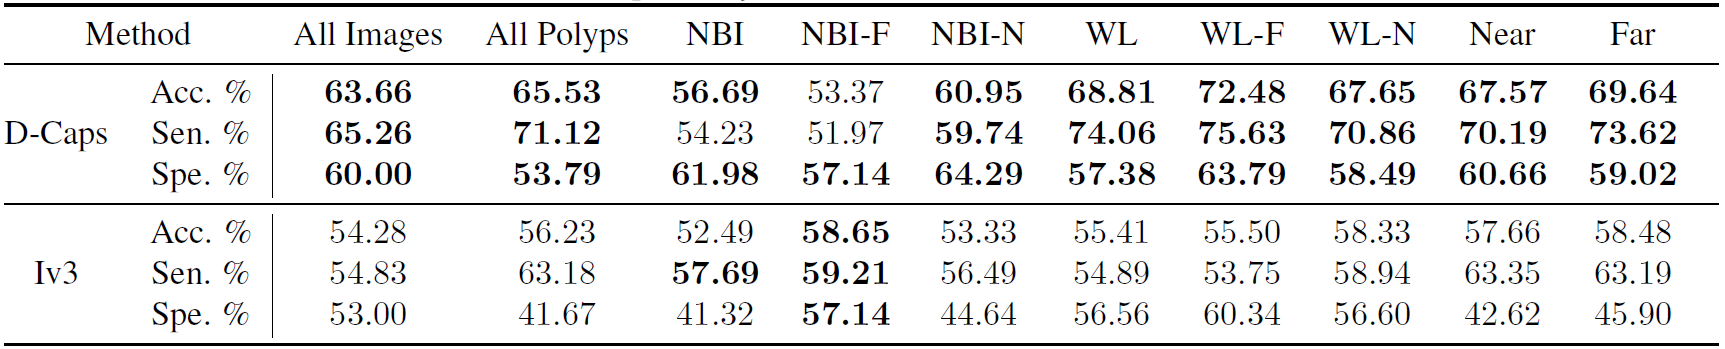 Method All Images All Polyps NBI NBI-F NBI-N WL WL-F WL-N Near Far
Acc. % 63.66 65.53 56.69 53.37 60.95 68.81 72.48 67.65 67.57 69.64
D-Caps Sen. % 65.26 71.12 54.23 51.97 59.74 74.06 75.63 70.86 70.19 73.62
Spe. % 60.00 53.79 61.98 57.14 64.29 57.38 63.79 58.49 60.66 59.02
Acc. % 54.28 56.23 52.49 58.65 53.33 55.41 55.50 58.33 57.66 58.48
Iv3 Sen. % 54.83 63.18 57.69 59.21 56.49 54.89 53.75 58.94 63.35 63.19
Spe. % 53.00 41.67 41.32 57.14 44.64 56.56 60.34 56.60 42.62 45.90